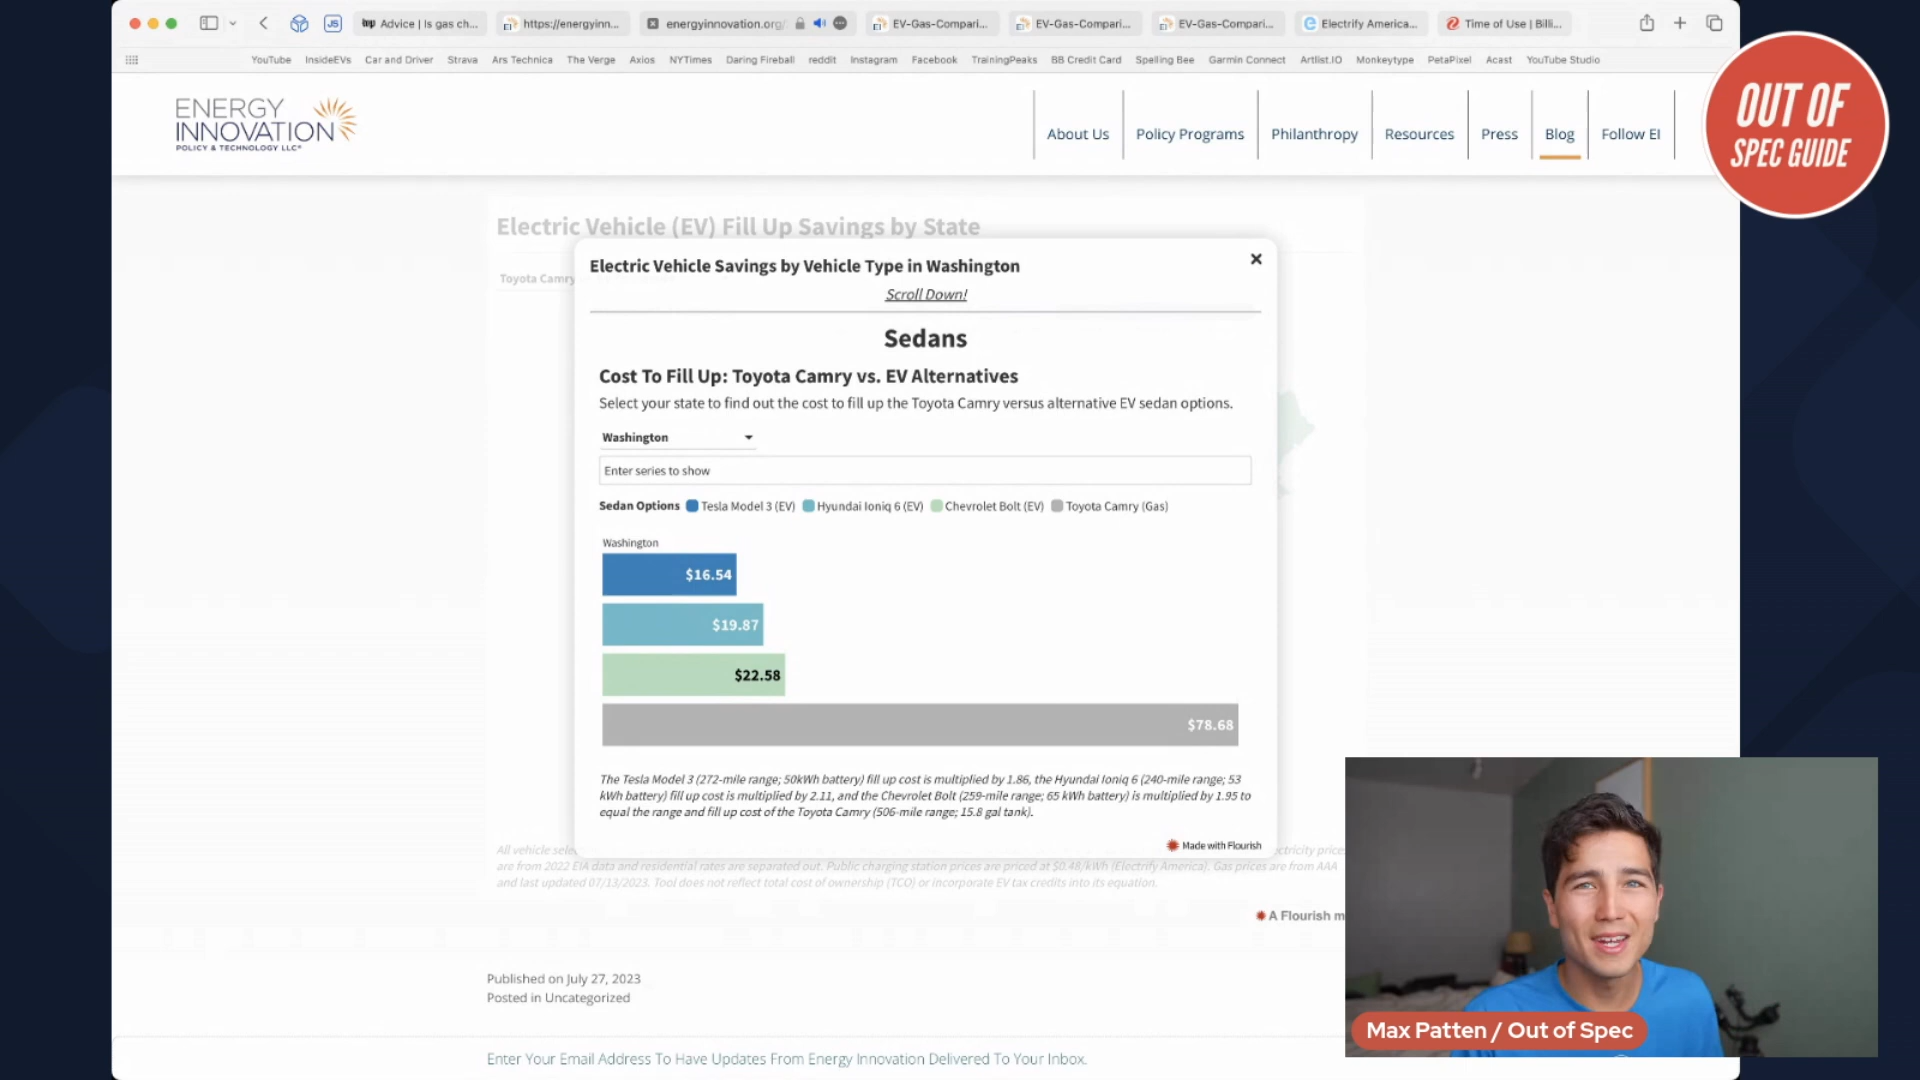 Advice | Is gas ch...
https://energyinn...
energyinnovation.org/
EV-Gas-Compari...
EV-Gas-Compari...
EV-Gas-Compari...
Electrify America...
Time of Use | Billi...
YouTube InsideEVs Car and Driver Strava Ars Technica The Verge Axios NYTimes Daring Fireball reddit Instagram Facebook TrainingPeaks BB Credit Card Spelling Bee Garmin Connect Artlist.IO Monkeytype PetaPixel Acast YouTube Studio
OUT OF
SPEC GUIDE
ENERGY
INNOVATION
POLICY & TECHNOLOGY LLC®
About Us Policy Programs Philanthropy Resources Press Blog Follow EI
Electric Vehicle (EV) Fill Up Savings by State
Toyota Camry
Electric Vehicle Savings by Vehicle Type in Washington
Scroll Down!
Sedans
Cost To Fill Up: Toyota Camry vs. EV Alternatives
Select your state to find out the cost to fill up the Toyota Camry versus alternative EV sedan options.
Washington
Enter series to show
Sedan Options Tesla Model 3 (EV) Hyundai Ioniq 6 (EV) Chevrolet Bolt (EV) Toyota Camry (Gas)
Washington
$16.54
$19.87
$22.58
$78.68
The Tesla Model 3 (272-mile range; 50kWh battery) fill up cost is multiplied by 1.86, the Hyundai Ioniq 6 (240-mile range; 53
kWh battery) fill up cost is multiplied by 2.11, and the Chevrolet Bolt (259-mile range; 65 kWh battery) is multiplied by 1.95 to
equal the range and fill up cost of the Toyota Camry (506-mile range; 15.8 gal tank).
Made with Flourish
All vehicle sele
ctricity price
are from 2022 EIA data and residential rates are separated out. Public charging station prices are priced at $0.48/kWh (Electrify America). Gas prices are from AAA
and last updated 07/13/2023. Tool does not reflect total cost of ownership (TCO) or incorporate EV tax credits into its equation.
A Flourish m
Published on July 27, 2023
Posted in Uncategorized
Max Patten / Out of Spec
Enter Your Email Address To Have Updates From Energy Innovation Delivered To Your Inbox.